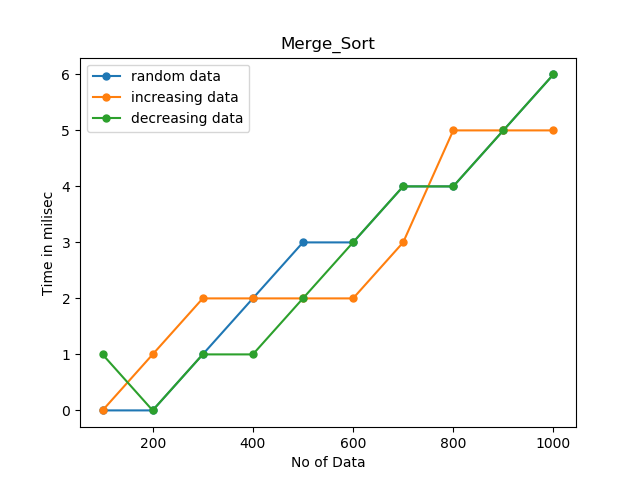 Merge_Sort
random data
increasing data
decreasing data
6
5
4
3
2
1
0
Time in milisec
200 400 600 800 1000
No of Data